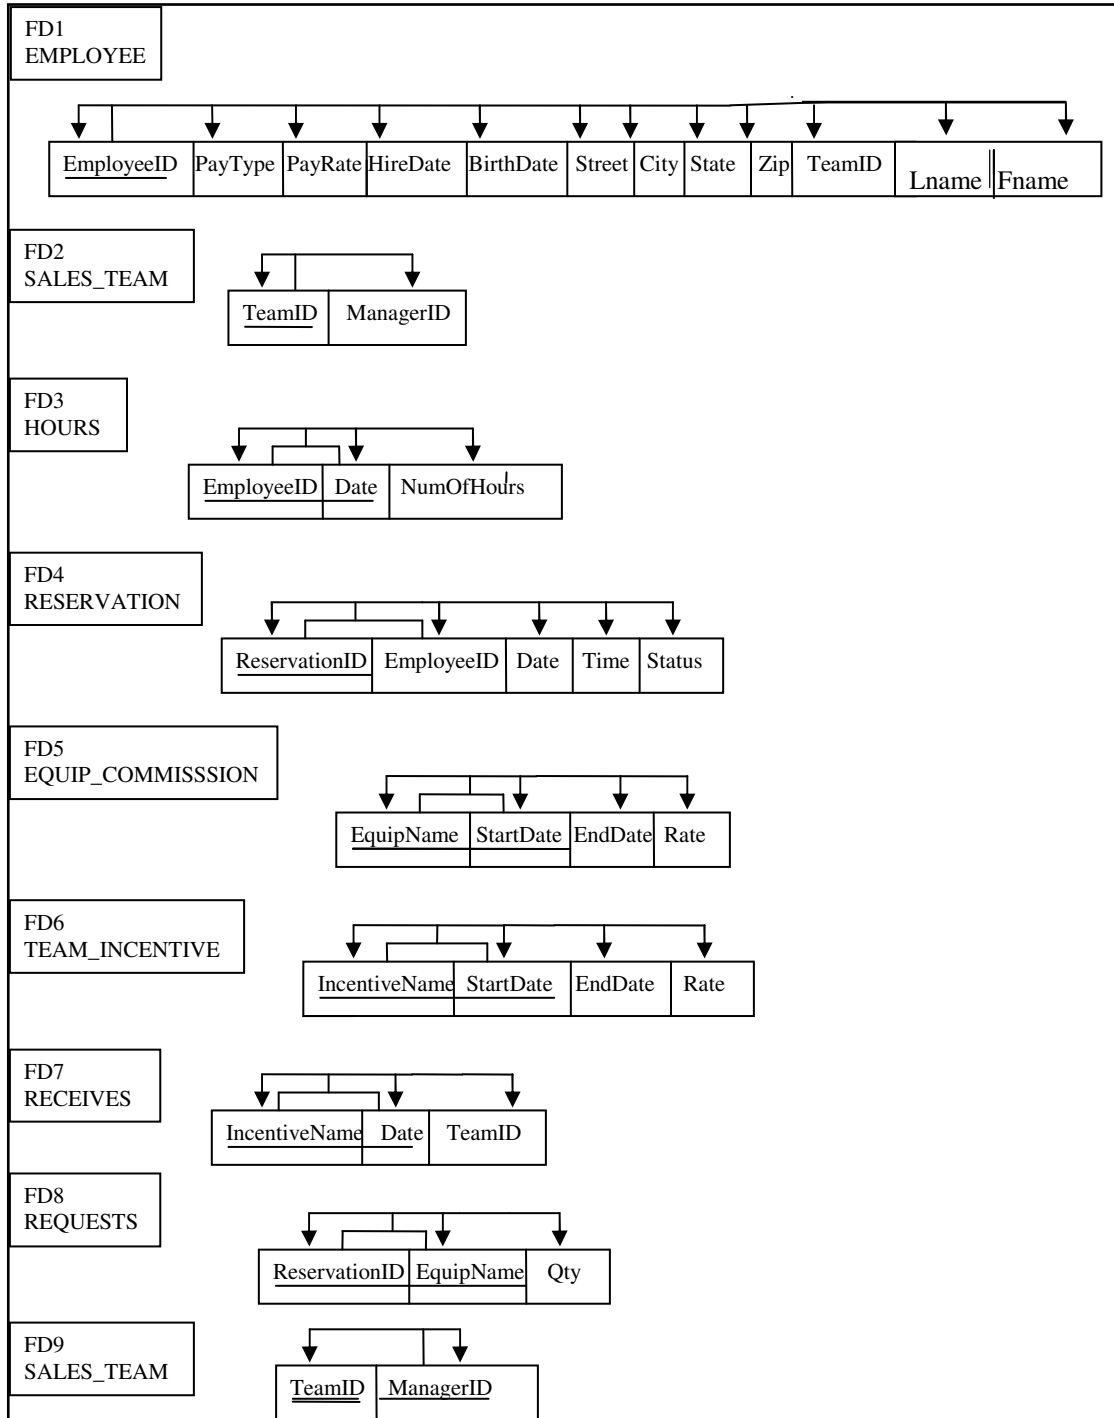 FD1
EMPLOYEE
EmployeeID PayType PayRate HireDate BirthDate Street City State Zip TeamID Lname Fname
FD2
SALES_TEAM
TeamID ManagerID
FD3
HOURS
EmployeeID Date NumOfHours
FD4
RESERVATION
ReservationID EmployeeID Date Time Status
FD5
EQUIP_COMMISSSION
EquipName StartDate EndDate Rate
FD6
TEAM_INCENTIVE
IncentiveName StartDate EndDate Rate
FD7
RECEIVES
IncentiveName Date TeamID
FD8
REQUESTS
ReservationID EquipName Qty
FD9
SALES_TEAM
TeamID ManagerID